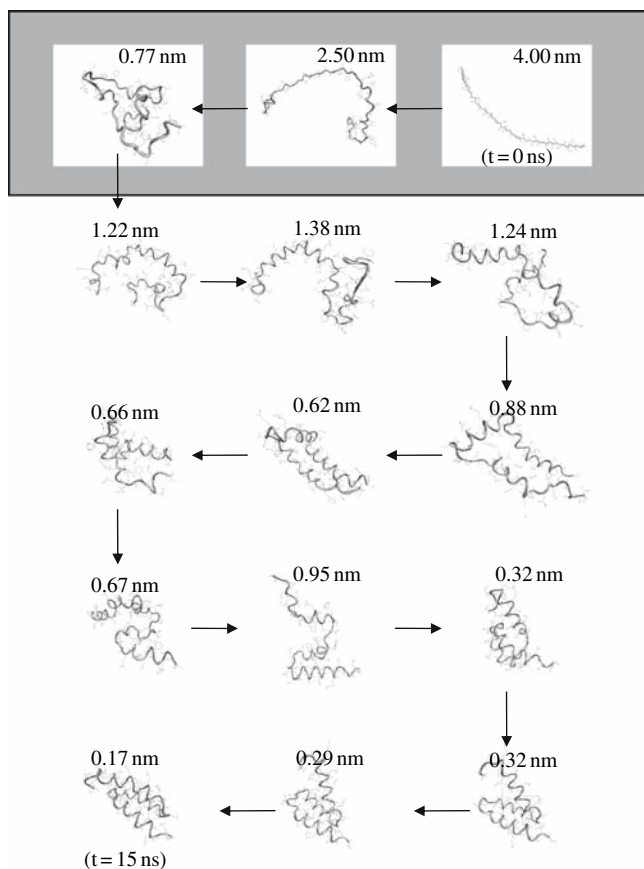 0.77 nm
2.50 nm
4.00 nm
(t = 0 ns)
1.22 nm
1.38 nm
1.24 nm
0.66 nm
0.62 nm
0.88 nm
0.67 nm
0.95 nm
0.32 nm
0.17 nm
0.29 nm
0.32 nm
(t = 15 ns)